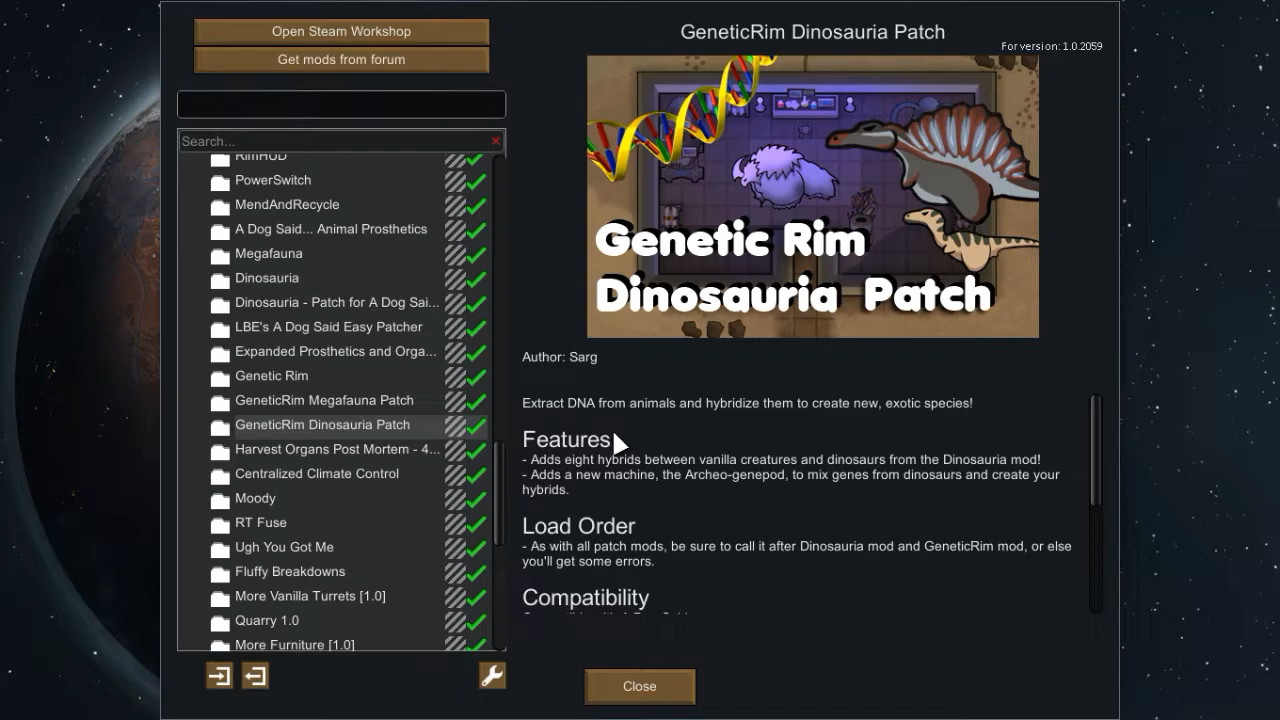 Open Steam Workshop
Get mods from forum
Search...
RimHUD
PowerSwitch
MendAndRecycle
A Dog Said... Animal Prosthetics
Megafauna
Dinosauria
Dinosauria - Patch for A Dog Sai...
LBE's A Dog Said Easy Patcher
Expanded Prosthetics and Orga...
Genetic Rim
GeneticRim Megafauna Patch
GeneticRim Dinosauria Patch
Harvest Organs Post Mortem - 4...
Centralized Climate Control
Moody
RT Fuse
Ugh You Got Me
Fluffy Breakdowns
More Vanilla Turrets [1.0]
Quarry 1.0
More Furniture [1.0]
GeneticRim Dinosauria Patch
For version: 1.0.2059
Genetic Rim
Dinosauria Patch
Author: Sarg
Extract DNA from animals and hybridize them to create new, exotic species!
Features
- Adds eight hybrids between vanilla creatures and dinosaurs from the Dinosauria mod!
- Adds a new machine, the Archeo-genepod, to mix genes from dinosaurs and create your
hybrids.
Load Order
- As with all patch mods, be sure to call it after Dinosauria mod and GeneticRim mod, or else
you'll get some errors.
Compatibility
Close